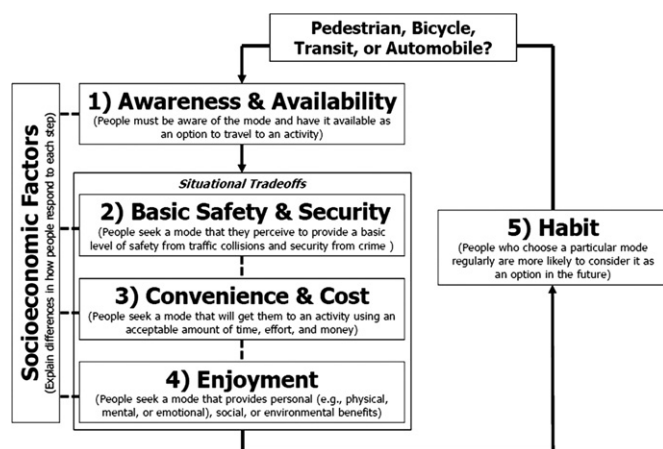 Pedestrian, Bicycle,
Transit, or Automobile?
Socioeconomic Factors
(Explain differences in how people respond to each step)
1) Awareness & Availability
(People must be aware of the mode and have it available as
an option to travel to an activity)
Situational Tradeoffs
2) Basic Safety & Security
(People seek a mode that they perceive to provide a basic
level of safety from traffic collisions and security from crime )
3) Convenience & Cost
(People seek a mode that will get them to an activity using an
acceptable amount of time, effort, and money)
4) Enjoyment
(People seek a mode that provides personal (e.g., physical,
mental, or emotional), social, or environmental benefits)
5) Habit
(People who choose a particular mode
regularly are more likely to consider it as
an option in the future)